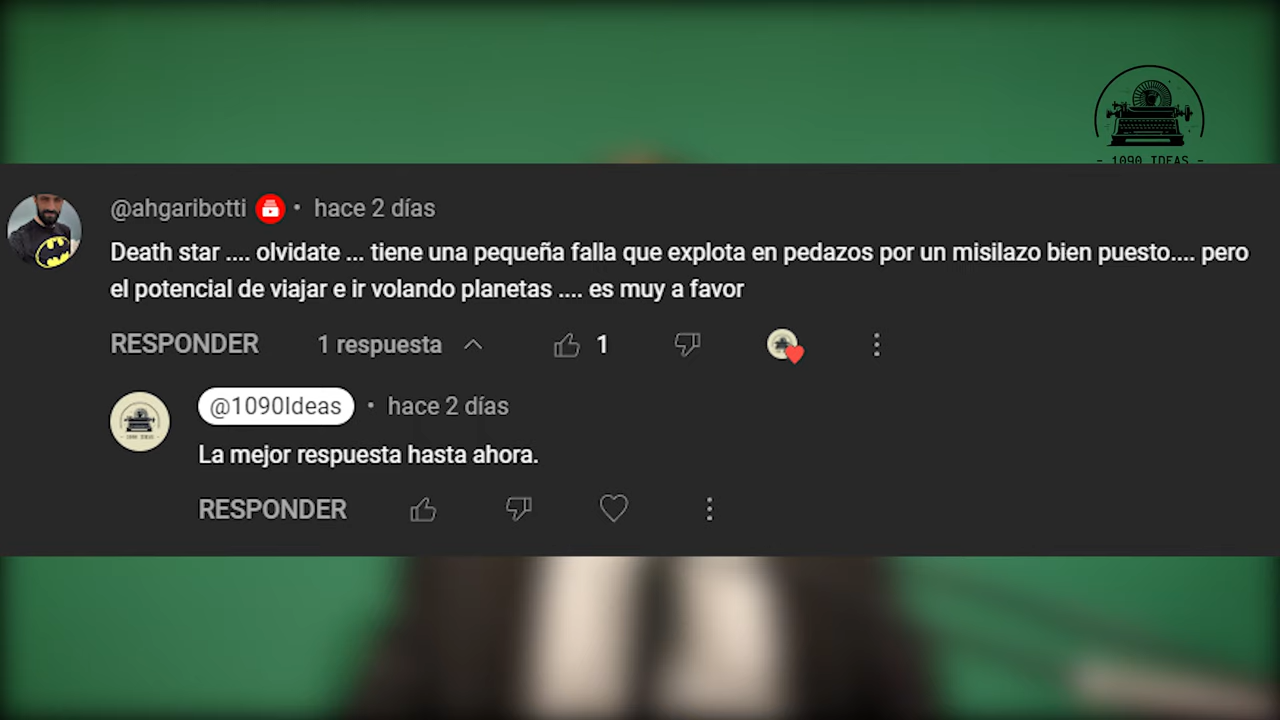 - 1090 IDEAS -
@ahgaribotti • hace 2 días
Death star .... olvidate ... tiene una pequeña falla que explota en pedazos por un misilazo bien puesto.... pero
el potencial de viajar e ir volando planetas .... es muy a favor
RESPONDER 1 respuesta 1
@1090Ideas • hace 2 días
- 1090 IDEAS -
La mejor respuesta hasta ahora.
RESPONDER